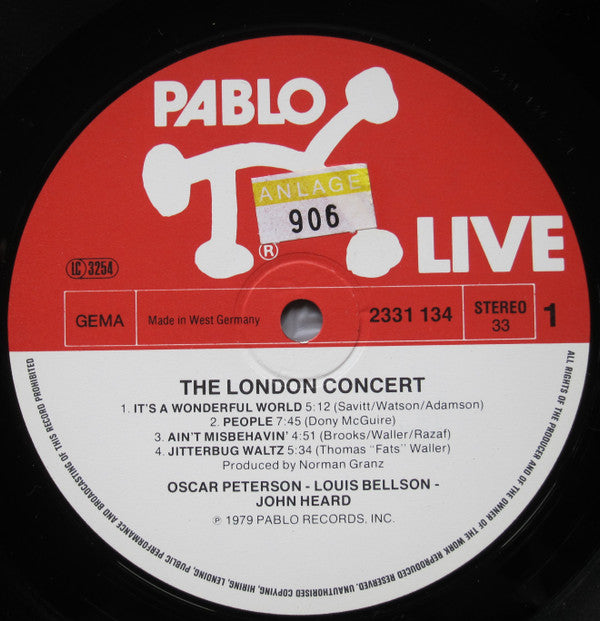 PABLO
ANLAGE
906
®
LIVE
LC 3254
GEMA
Made in West Germany
2331 134
STEREO
33
1
THE LONDON CONCERT
1. IT'S A WONDERFUL WORLD 5:12 (Savitt/Watson/Adamson)
2. PEOPLE 7:45 (Dony McGuire)
3. AIN'T MISBEHAVIN' 4:51 (Brooks/Waller/Razaf)
4. JITTERBUG WALTZ 5:34 (Thomas "Fats" Waller)
Produced by Norman Granz
OSCAR PETERSON - LOUIS BELLSON -
JOHN HEARD
℗ 1979 PABLO RECORDS, INC.
ALL RIGHTS OF THE PRODUCER AND OF THE OWNER OF THE WORK REPRODUCED RESERVED. UNAUTHORISED COPYING, HIRING, LENDING, PUBLIC PERFORMANCE AND BROADCASTING OF THIS RECORD PROHIBITED